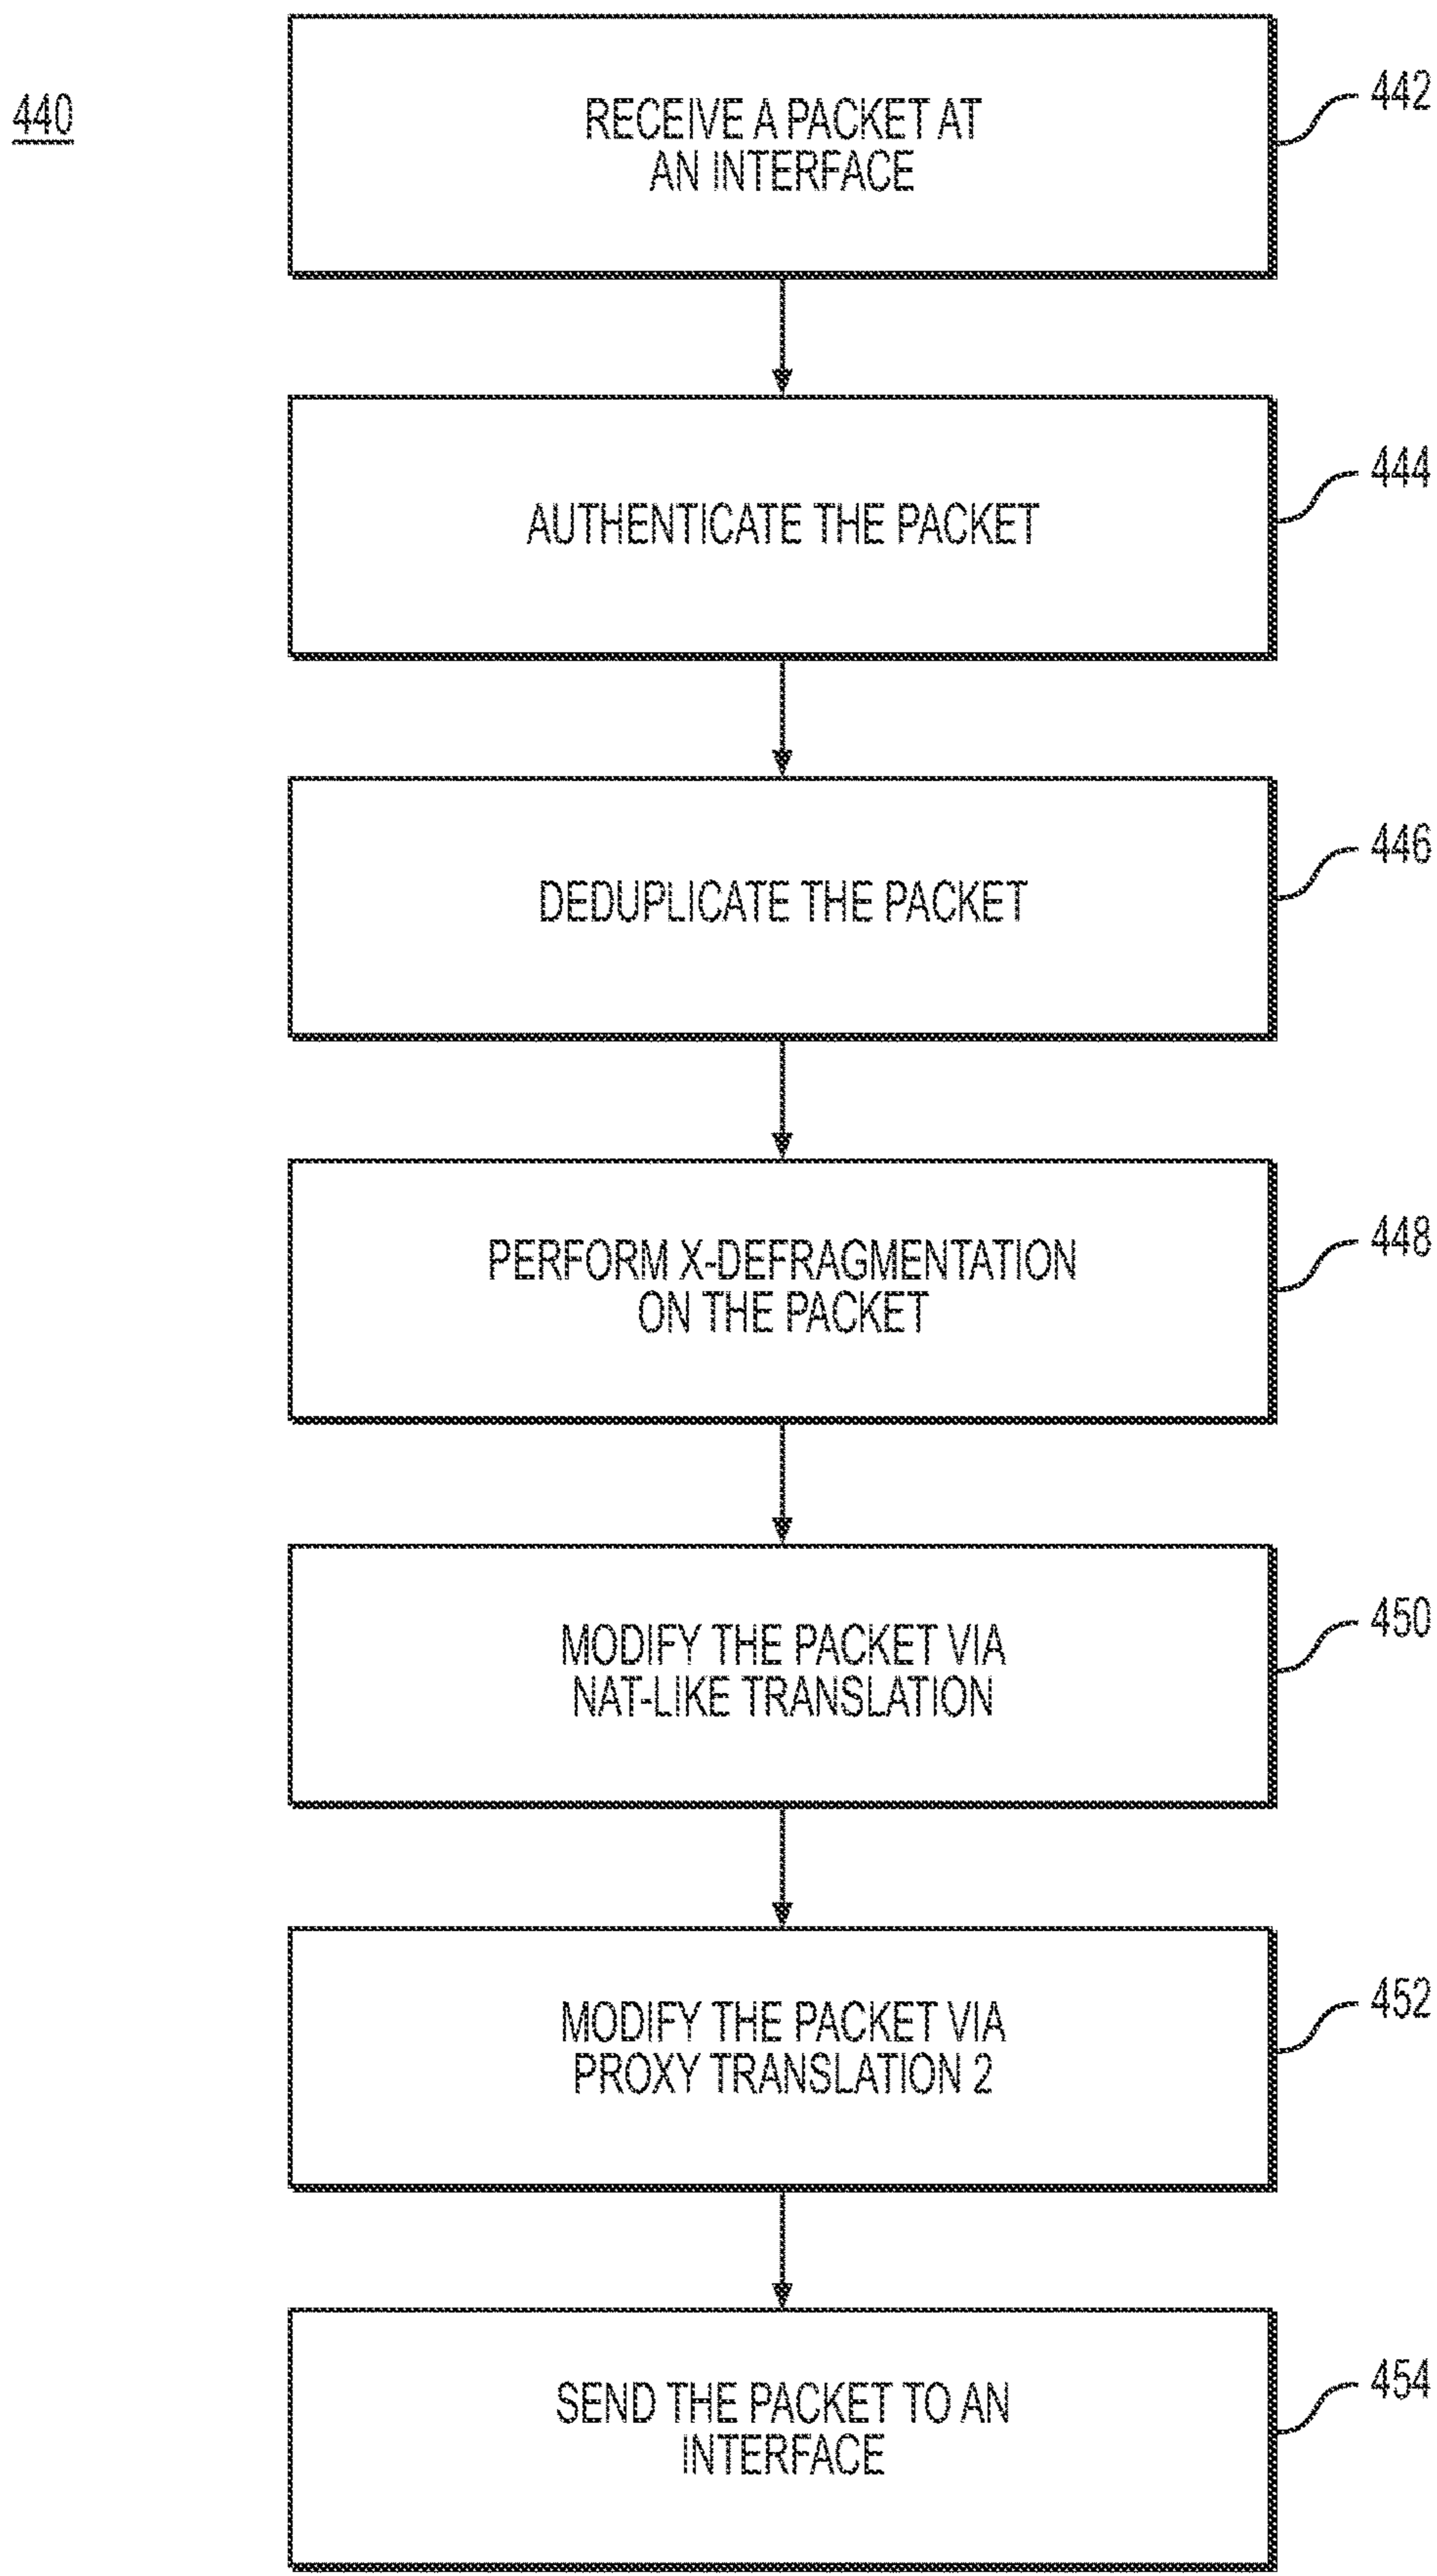 440
RECEIVE A PACKET AT
AN INTERFACE
442
AUTHENTICATE THE PACKET
444
DEDUPLICATE THE PACKET
446
PERFORM X-DEFRAGMENTATION
ON THE PACKET
448
MODIFY THE PACKET VIA
NAT-LIKE TRANSLATION
450
MODIFY THE PACKET VIA
PROXY TRANSLATION 2
452
SEND THE PACKET TO AN
INTERFACE
454